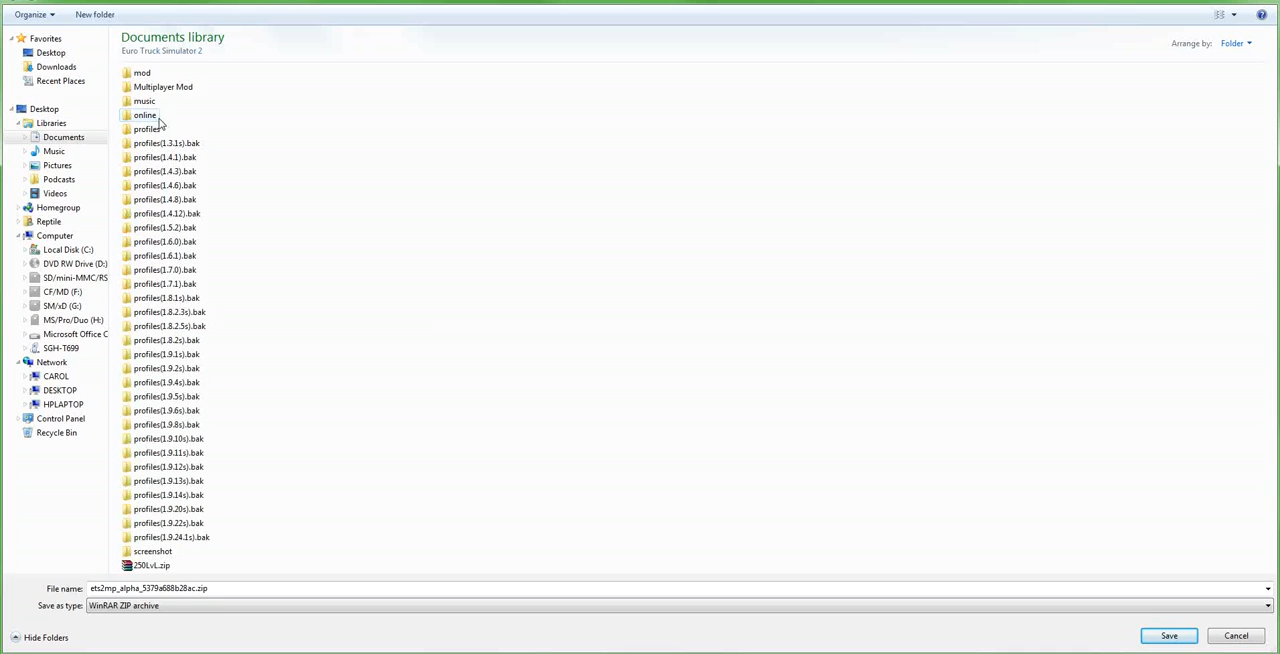 Organize
New folder
Favorites
Desktop
Downloads
Recent Places
Desktop
Libraries
Documents
Music
Pictures
Podcasts
Videos
Homegroup
Reptile
Computer
Local Disk (C:)
DVD RW Drive (D:)
SD/mini-MMC/RS
CF/MD (F:)
SM/xD (G:)
MS/Pro/Duo (H:)
Microsoft Office C
SGH-T699
Network
CAROL
DESKTOP
HPLAPTOP
Control Panel
Recycle Bin
Documents library
Euro Truck Simulator 2
Arrange by: Folder
mod
Multiplayer Mod
music
online
profiles
profiles(1.3.1s).bak
profiles(1.4.1).bak
profiles(1.4.3).bak
profiles(1.4.6).bak
profiles(1.4.8).bak
profiles(1.4.12).bak
profiles(1.5.2).bak
profiles(1.6.0).bak
profiles(1.6.1).bak
profiles(1.7.0).bak
profiles(1.7.1).bak
profiles(1.8.1s).bak
profiles(1.8.2.3s).bak
profiles(1.8.2.5s).bak
profiles(1.8.2s).bak
profiles(1.9.1s).bak
profiles(1.9.2s).bak
profiles(1.9.4s).bak
profiles(1.9.5s).bak
profiles(1.9.6s).bak
profiles(1.9.8s).bak
profiles(1.9.10s).bak
profiles(1.9.11s).bak
profiles(1.9.12s).bak
profiles(1.9.13s).bak
profiles(1.9.14s).bak
profiles(1.9.20s).bak
profiles(1.9.22s).bak
profiles(1.9.24.1s).bak
screenshot
250LvL.zip
File name: ets2mp_alpha_5379a688b28ac.zip
Save as type: WinRAR ZIP archive
Hide Folders
Save
Cancel